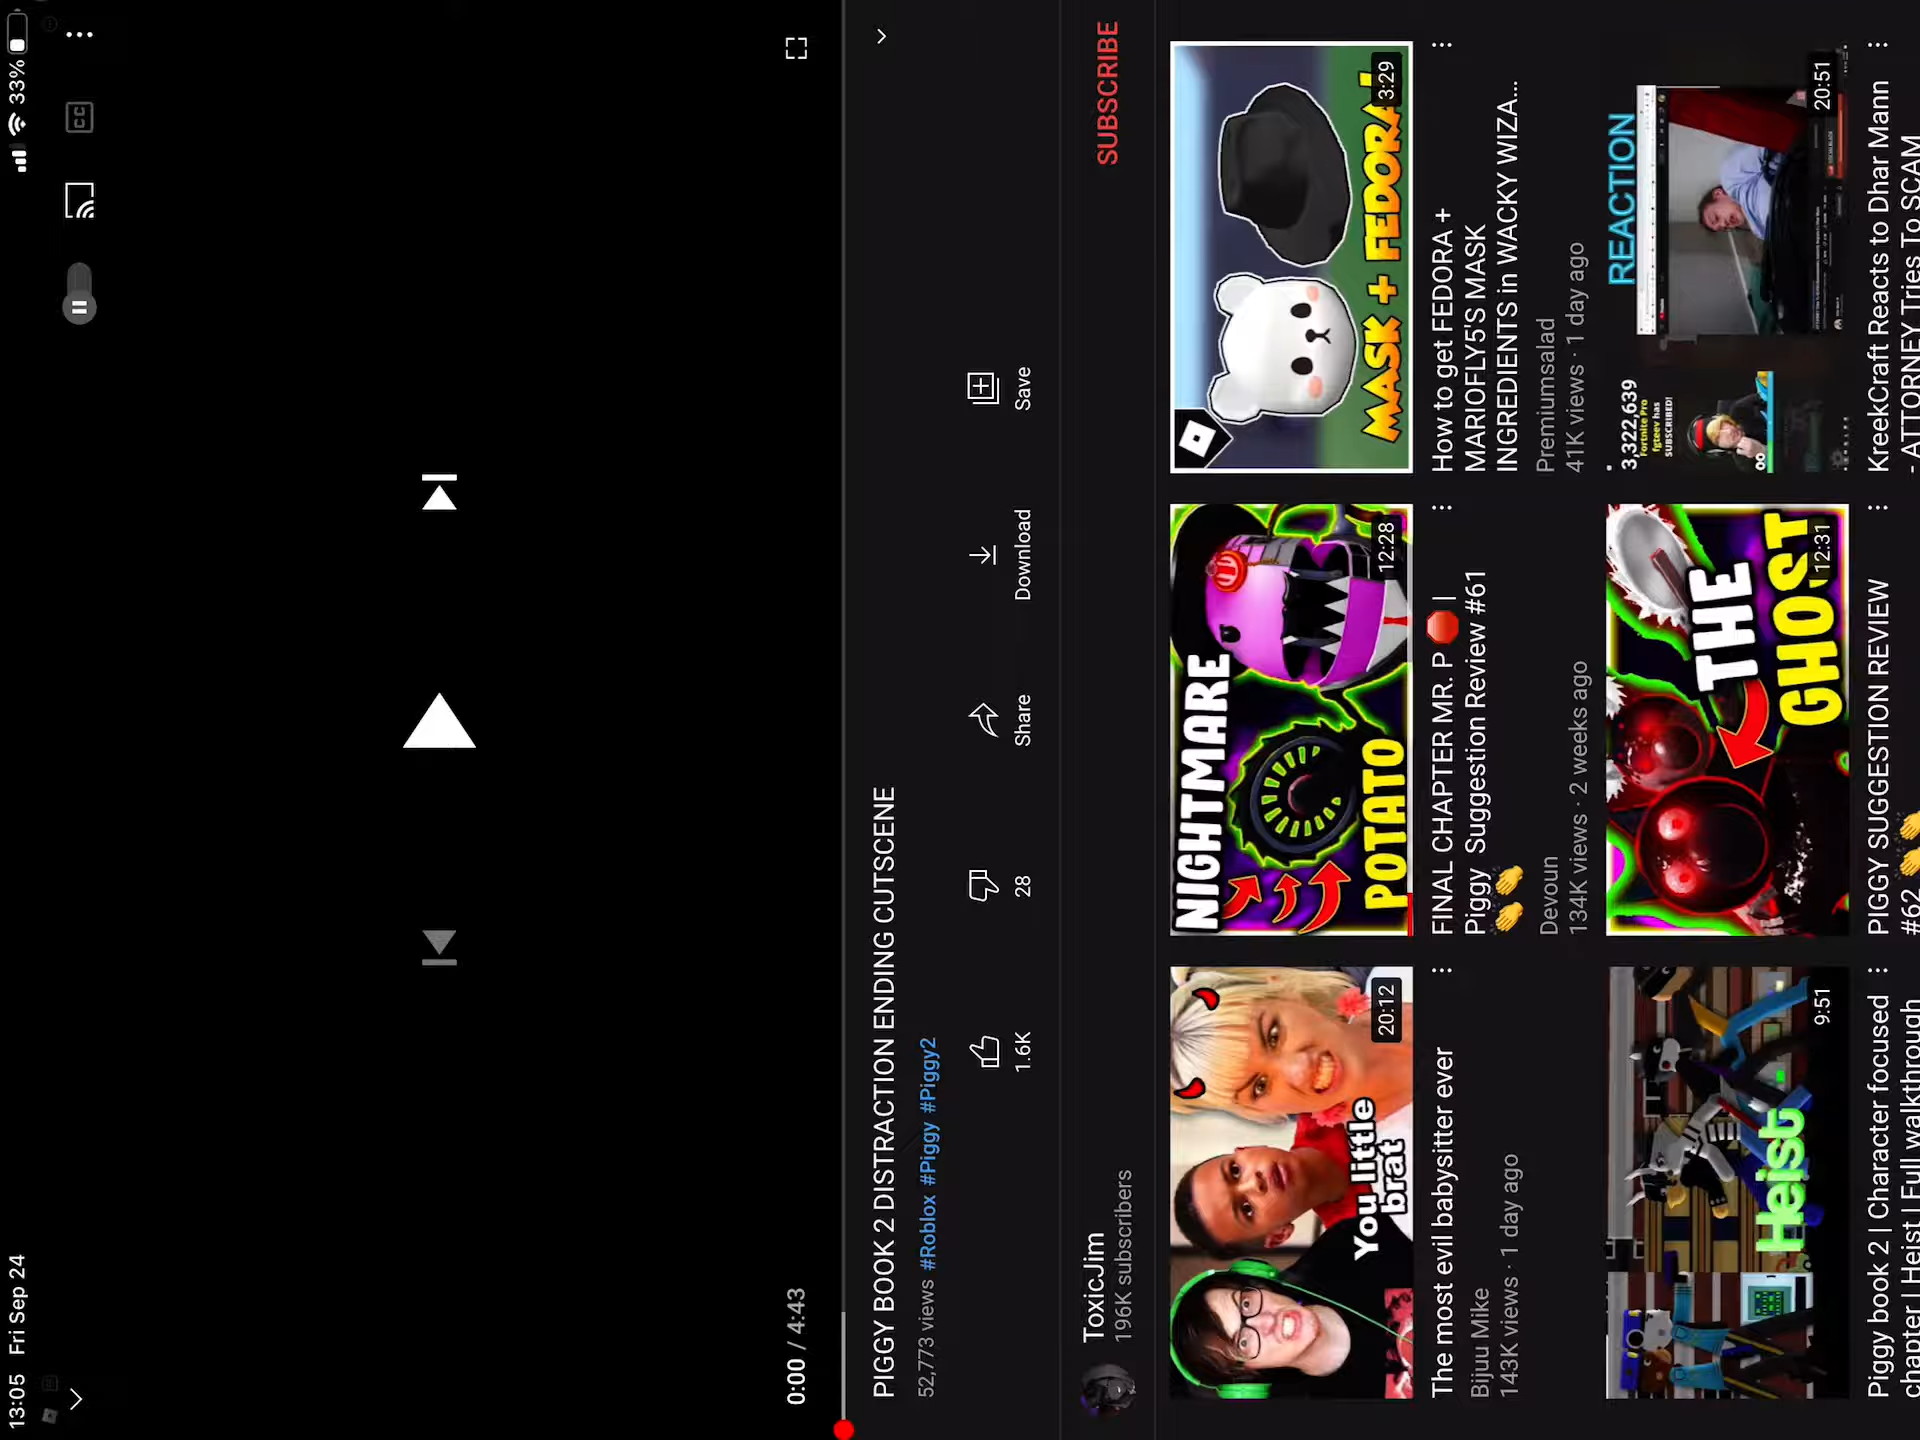 13:05 Fri Sep 24
33%
CC
0:00 / 4:43
PIGGY BOOK 2 DISTRACTION ENDING CUTSCENE
52,773 views #Roblox #Piggy #Piggy2
1.6K
28
Share
Download
Save
ToxicJim
196K subscribers
SUBSCRIBE
You little
brat
20:12
The most evil babysitter ever
Bijuu Mike
143K views · 1 day ago
NIGHTMARE
POTATO
12:28
FINAL CHAPTER MR. P 🛑 |
Piggy Suggestion Review #61
👏👏
Devoun
134K views · 2 weeks ago
MASK + FEDORA!
3:29
How to get FEDORA +
MARIOFLY5'S MASK
INGREDIENTS in WACKY WIZA...
Premiumsalad
41K views · 1 day ago
Heist
9:51
Piggy book 2 | Character focused
chapter | Heist | Full walkthrough
THE
GHOST
12:31
PIGGY SUGGESTION REVIEW
#62 👏👏
REACTION
3,322,639
Fortnite Pro
fgteev has
SUBSCRIBED!
20:51
KreekCraft Reacts to Dhar Mann
- ATTORNEY Tries To SCAM